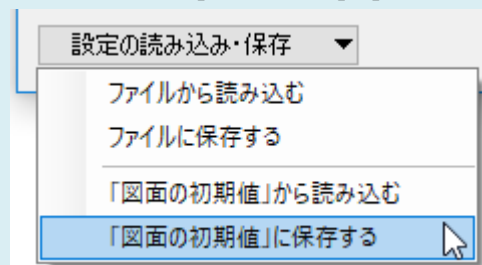 設定の読み込み・保存 ▼
ファイルから読み込む
ファイルに保存する
「図面の初期値」から読み込む
「図面の初期値」に保存する